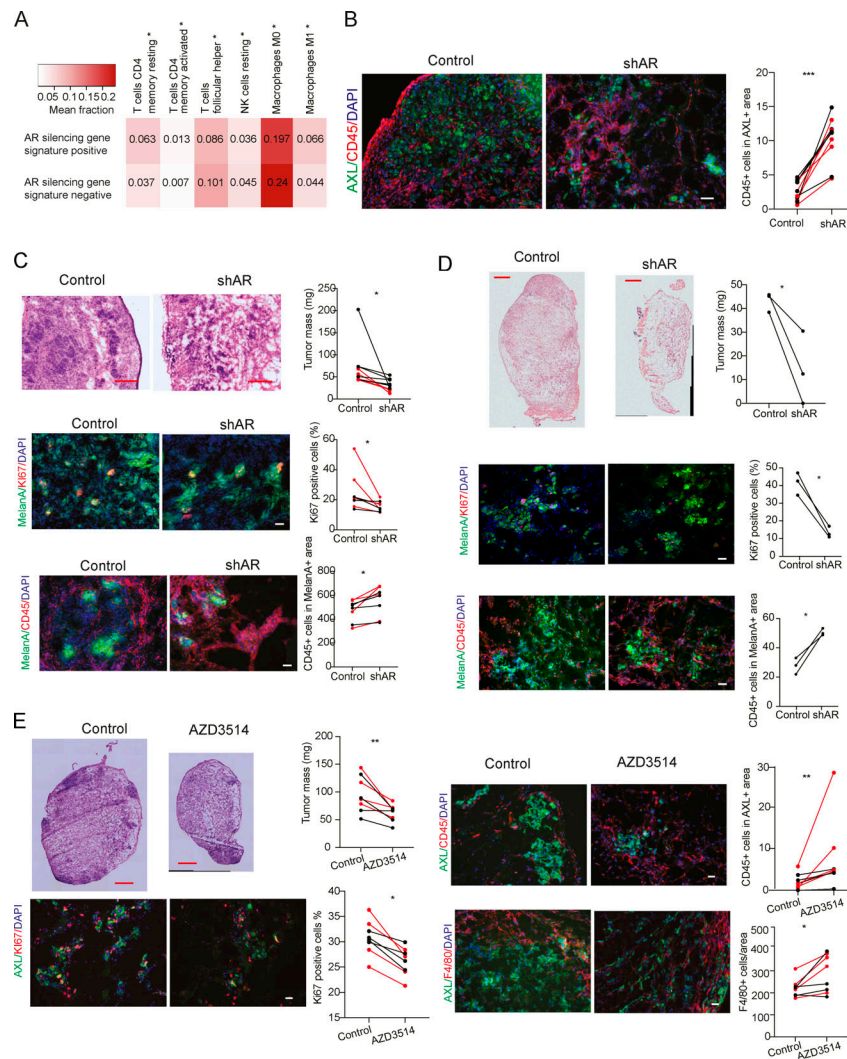 A
0.05 0.1 0.2
Mean fraction
T cells CD4
memory resting *
T cells CD4
memory activated *
T cells
follicular helper *
NK cells resting *
Macrophages M0 *
Macrophages M1 *
AR silencing gene
signature positive
0.063 0.013 0.086 0.036 0.197 0.066
AR silencing gene
signature negative
0.037 0.007 0.101 0.045 0.24 0.044
B
Control shAR
AXL/CD45/DAPI
CD45+ cells in AXL+ area
***
20
15
10
5
0
Control shAR
C
Control shAR
Tumor mass (mg)
*
250
200
150
100
50
0
Control shAR
Control shAR
MelanA/KI67/DAPI
Ki67 positive cells (%)
*
60
40
20
0
Control shAR
MelanA/CD45/DAPI
CD45+ cells in MelanA+ area
*
800
600
400
200
0
Control shAR
D
Control shAR
Tumor mass (mg)
*
50
40
30
20
10
0
Control shAR
MelanA/KI67/DAPI
Ki67 positive cells (%)
*
50
40
30
20
10
0
Control shAR
MelanA/CD45/DAPI
CD45+ cells in MelanA+ area
*
60
40
20
0
Control shAR
E
Control AZD3514
Tumor mass (mg)
**
200
150
100
50
0
Control
AZD3514
AXL/KI67/DAPI
Ki67 positive cells %
*
40
35
30
25
20
15
Control
AZD3514
Control AZD3514
AXL/CD45/DAPI
CD45+ cells in AXL+ area
**
30
20
10
0
Control
AZD3514
AXL/F4/80/DAPI
F4/80+ cells/area
*
500
400
300
200
100
0
Control
AZD3514